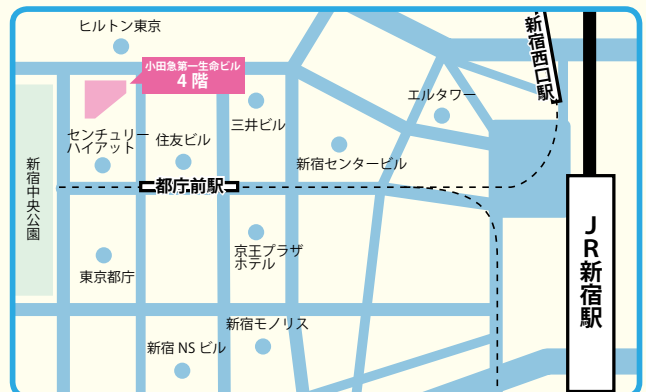 ヒルトン東京
小田急第一生命ビル
4 階
新宿西口駅
エルタワー
三井ビル
センチュリー
ハイアット
住友ビル
新宿センタービル
新宿中央公園
都庁前駅
JR新宿駅
京王プラザ
ホテル
東京都庁
新宿モノリス
新宿 NS ビル